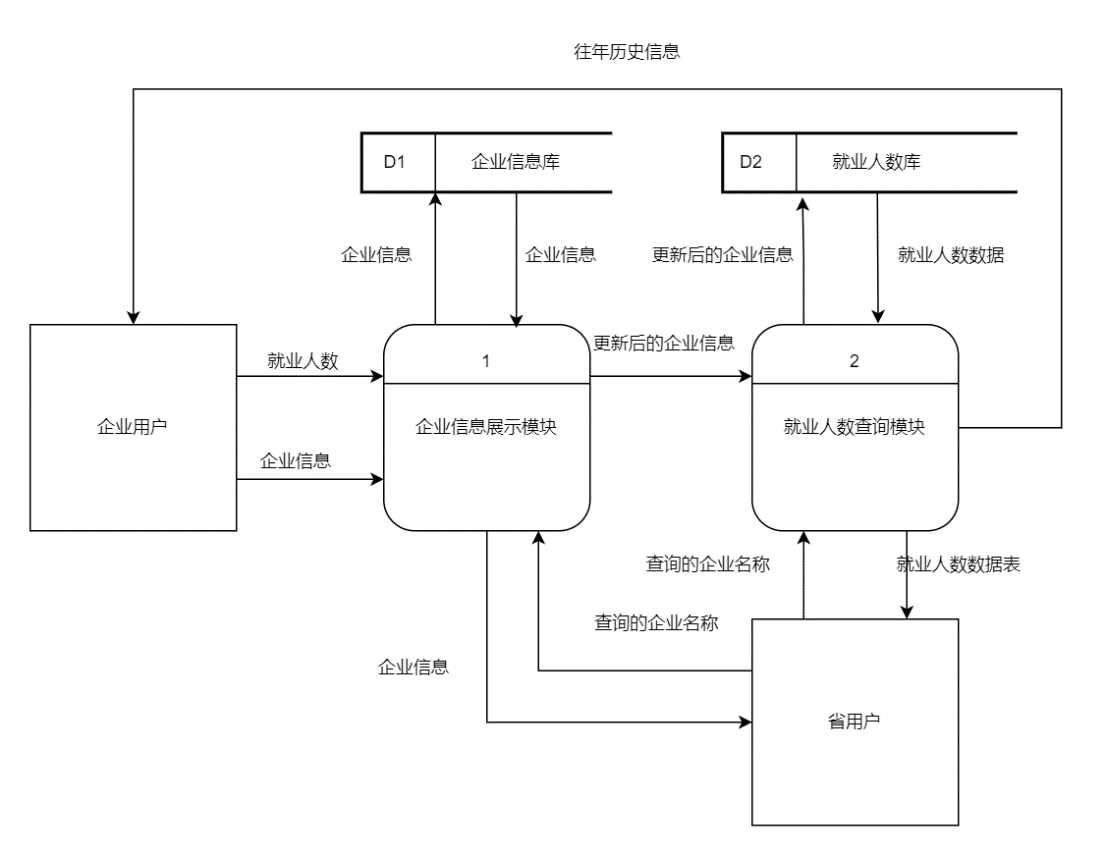 往年历史信息
D1
企业信息库
D2
就业人数库
企业信息
企业信息
更新后的企业信息
就业人数数据
就业人数
1
更新后的企业信息
2
企业用户
企业信息展示模块
就业人数查询模块
企业信息
查询的企业名称
就业人数数据表
查询的企业名称
企业信息
省用户